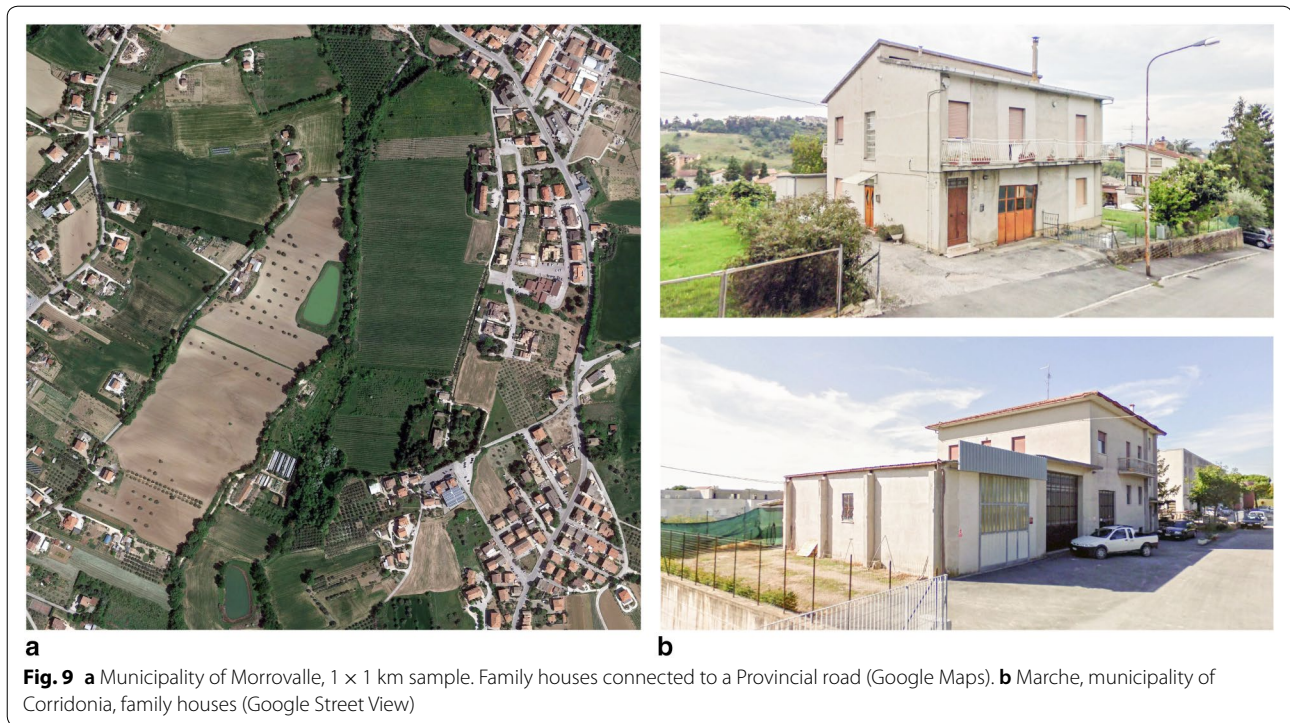 a
b
Fig. 9 a Municipality of Morrovalle, 1 × 1 km sample. Family houses connected to a Provincial road (Google Maps). b Marche, municipality of
Corridonia, family houses (Google Street View)